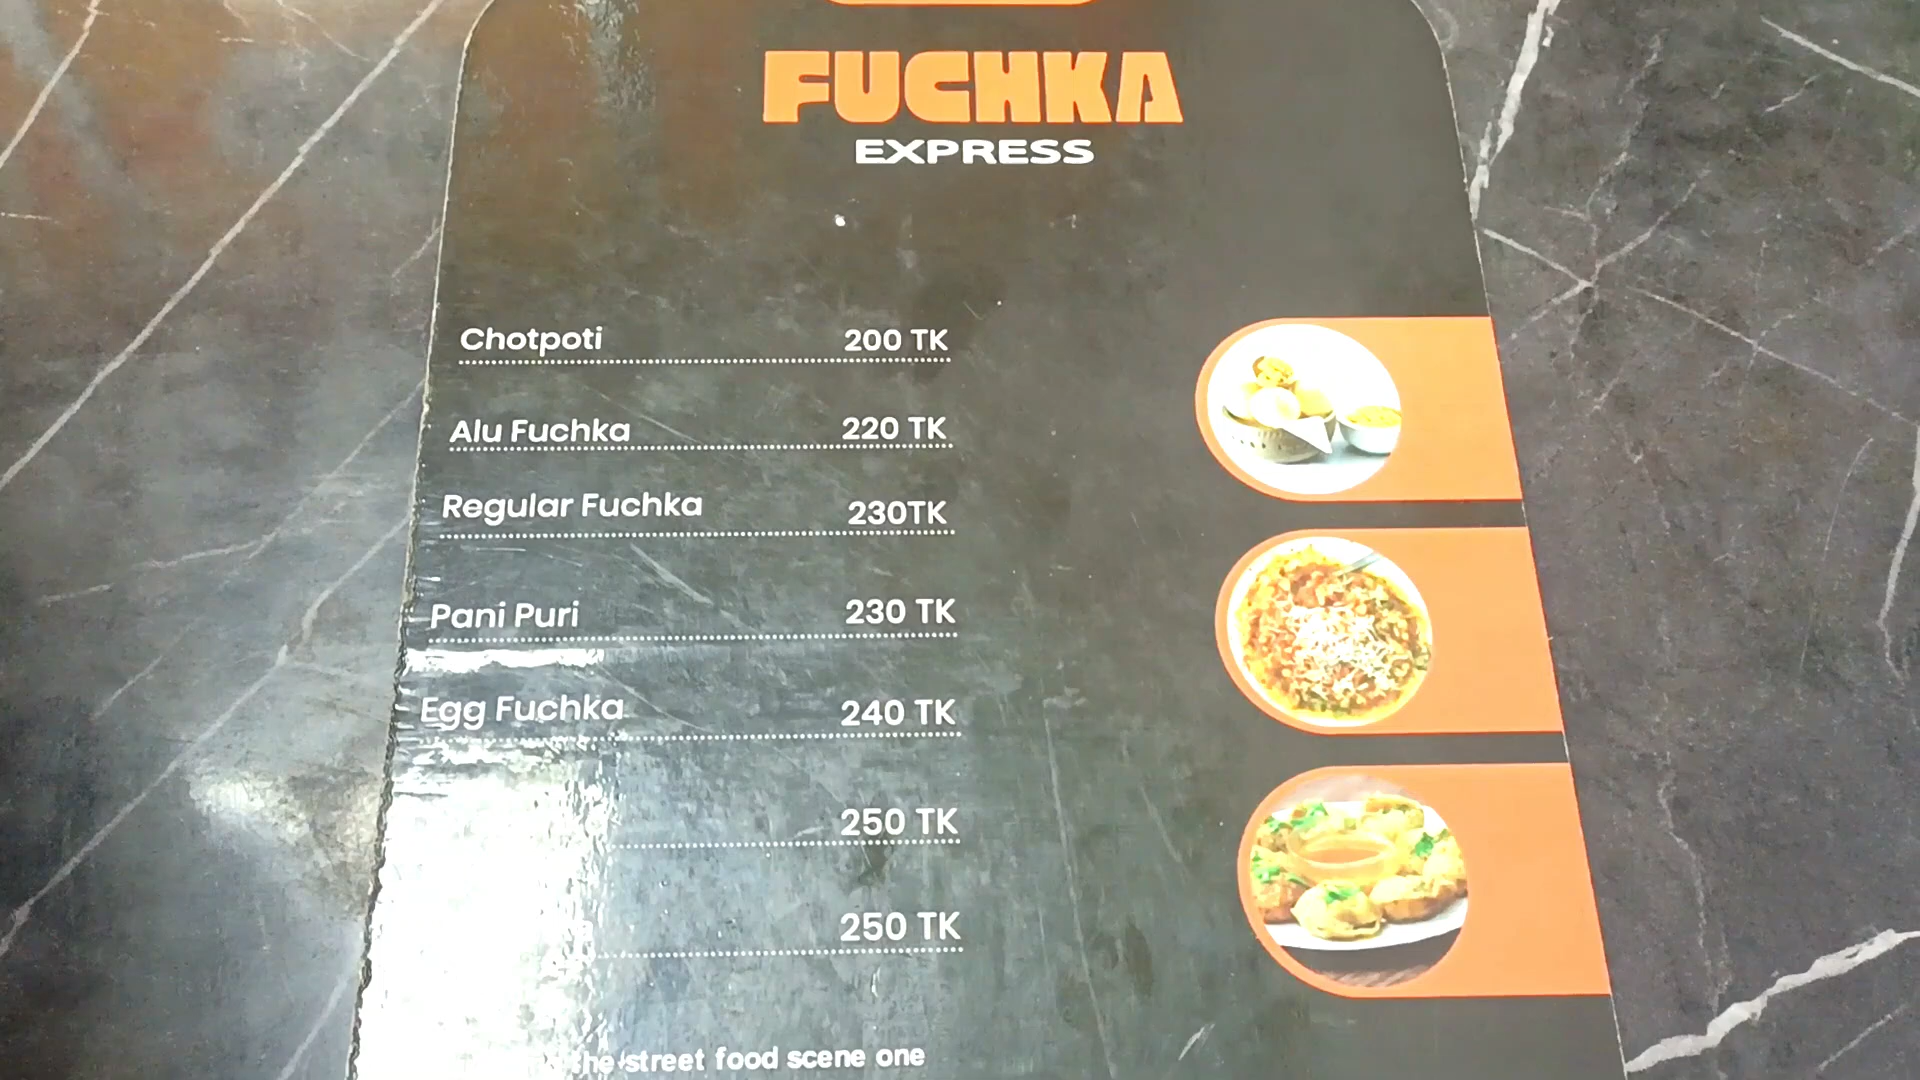 FUCHKA
EXPRESS
Chotpoti 200 TK
Alu Fuchka 220 TK
Regular Fuchka 230TK
Pani Puri 230 TK
Egg Fuchka 240 TK
250 TK
250 TK
the street food scene one